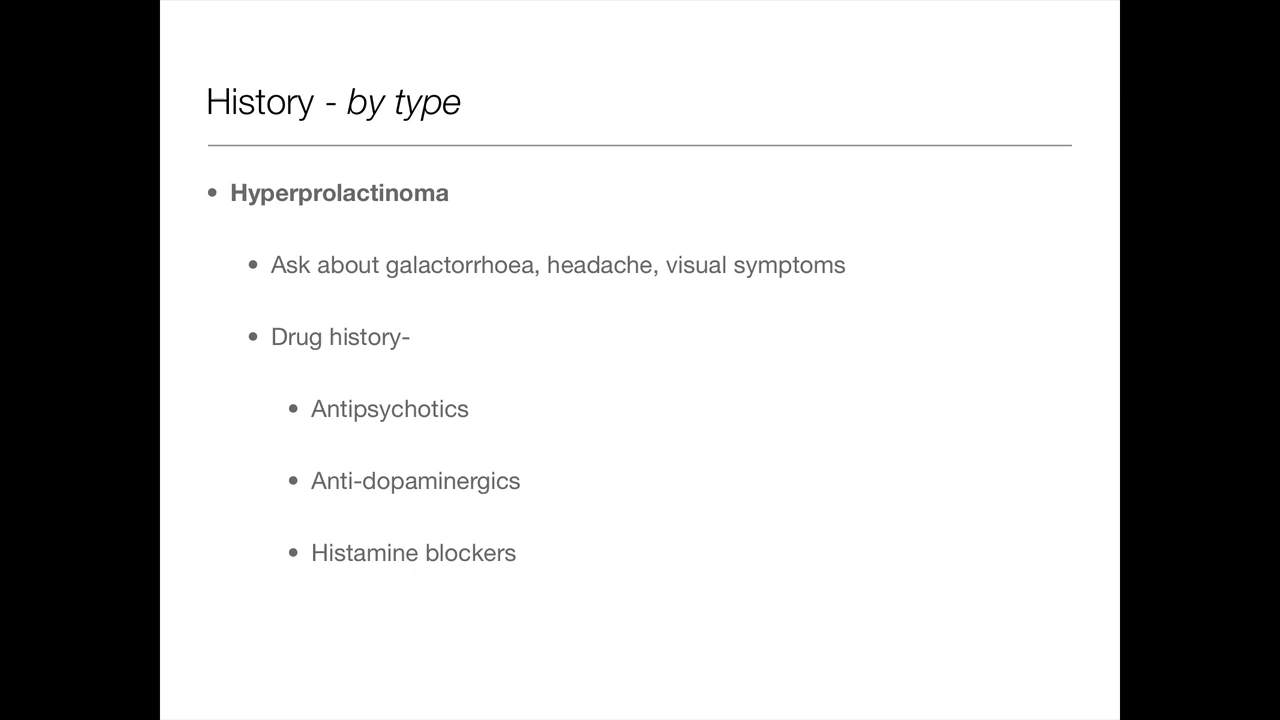 History - by type
• Hyperprolactinoma
• Ask about galactorrhoea, headache, visual symptoms
• Drug history-
• Antipsychotics
• Anti-dopaminergics
• Histamine blockers